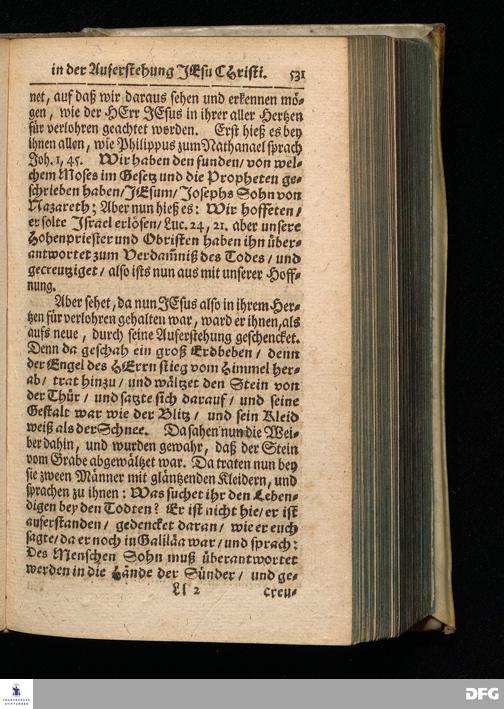 in der Auferstehung JEsu CHristi. 531
net, auf daß wir daraus sehen und erkennen mö-
gen, wie der HErr JEsus in ihrer aller Hertzen
für verlohren geachtet worden. Erst hieß es bey
ihnen allen, wie Philippus zum Nathanael sprach
Joh. 1, 45. Wir haben den funden/ von wel-
chem Moses im Gesetz und die Propheten ge-
schrieben haben/ JEsum/ Josephs Sohn von
Nazareth; Aber nun hieß es: Wir hoffeten/
er solte Israel erlösen/ Luc. 24, 21. aber unsere
Hohenpriester und Obristen haben ihn über-
antwortet zum Verdam̃niß des Todes/ und
gecreutziget/ also ists nun aus mit unserer Hoff-
nung.
Aber sehet, da nun JEsus also in ihrem Her-
tzen für verlohren gehalten war, ward er ihnen, als
aufs neue, durch seine Auferstehung geschencket.
Denn da geschah ein groß Erdbeben/ denn
der Engel des HErrn stieg vom Himmel her-
ab/ trat hinzu/ und wältzet den Stein von
der Thür/ und satzte sich darauf/ und seine
Gestalt war wie der Blitz/ und sein Kleid
weiß als der Schnee. Da sahen nun die Wei-
ber dahin, und wurden gewahr, daß der Stein
vom Grabe abgewältzet war. Da traten nun bey
sie zween Männer mit gläntzenden Kleidern, und
sprachen zu ihnen: Was suchet ihr den Leben-
digen bey den Todten? Er ist nicht hie/ er ist
auferstanden/ gedencket daran/ wie er euch
sagte/ da er noch in Galiläa war/ und sprach:
Des Menschen Sohn muß überantwortet
werden in die Hände der Sünder/ und ge-
Ll 2 creu-
FRANCKESCHE
STIFTUNGEN
DFG